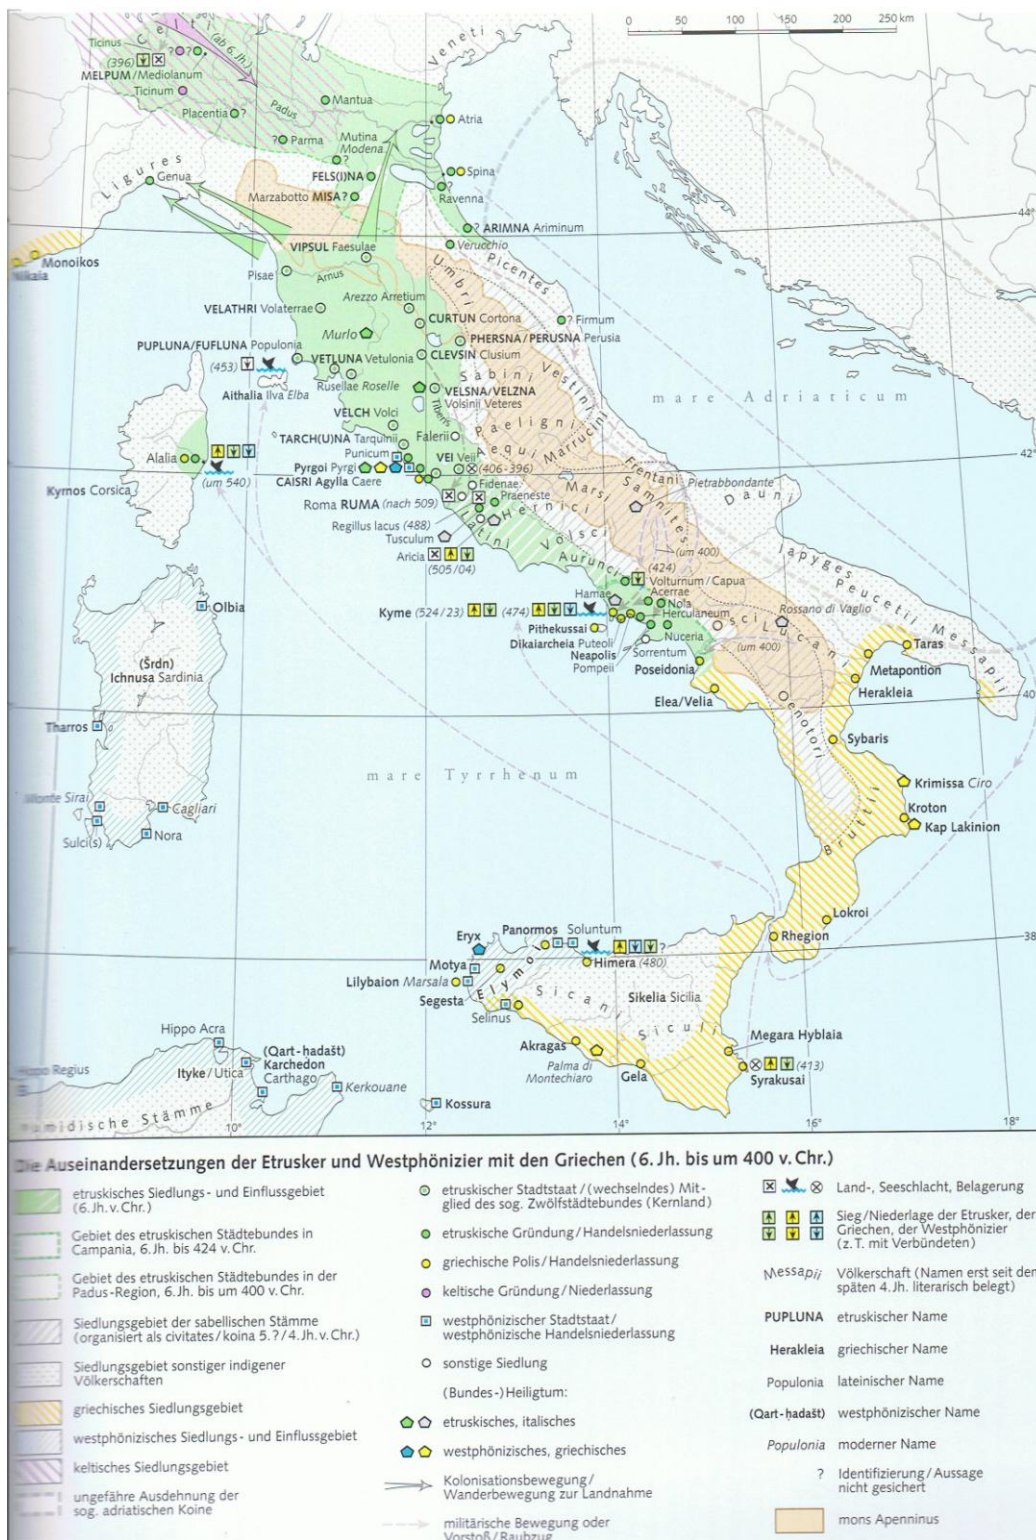 0 50 100 150 200 250 km
Celti (ab 6. Jh.)
Veneti
Ticinus
(396)
MELPUM/Mediolanum
Ticinum
Placentia ?
Padus
Mantua
? Parma
Mutina
Modena
Atria
Spina
?
Ravenna
Ligures
Genua
FELS(I)NA
Marzabotto MISA?
? ARIMNA Ariminum
Verucchio
44°
Monoikos
Nikaia
VIPSUL Faesulae
Pisae
Arnus
Umbri
Picentes
Arezzo Arretium
VELATHRI Volaterrae
CURTUN Cortona
? Firmum
Murlo
PHERSNA/PERUSNA Perusia
PUPLUNA/FUFLUNA Populonia
(453)
VETLUNA Vetulonia
CLEVSIN Clusium
Aithalia Ilva Elba
Rusellae Roselle
Sabini
Vestini
VELSNA/VELZNA
Volsinii Veteres
Tiberis
mare Adriaticum
VELCH Volci
Falerii
Paeligni
Marrucini
TARCH(U)NA Tarquinii
Aequi
Punicum
VEI Veii
Alalia
(um 540)
Pyrgoi Pyrgi
(406-396)
Frentani
42°
Kyrnos Corsica
CAISRI Agylla Caere
Fidenae
Marsi
Samnites
Pietrabbondante
Dauni
Roma RUMA (nach 509)
Praeneste
Regillus lacus (488)
Hernici
Tusculum
Latini
Volsci
Aricia
(505/04)
Aurunci
(um 400)
(424)
Volturnum/Capua
Iapyges
Peucetii
Messapii
Hamae
Acerrae
Nola
Olbia
Kyme (524/23)
(474)
Herculaneum
Rossano di Vaglio
Pithekussai
Osci
Lucani
Dikaiarcheia Puteoli
Nuceria
Neapolis
Sorrentum
(um 400)
Taras
Pompeii
Poseidonia
Metapontion
(Šrdn)
Ichnusa Sardinia
Elea/Velia
Herakleia
40°
Oenotori
Tharros
Sybaris
mare Tyrrhenum
Krimissa Ciro
Monte Sirai
Cagliari
Kroton
Kap Lakinion
Sulci(s)
Nora
Bruttii
Lokroi
Eryx
Panormos
Soluntum
?
Rhegion
38°
Motya
Elymoi
Himera (480)
Lilybaion Marsala
Segesta
Sicani
Sikelia Sicilia
Selinus
Siculi
Hippo Acra
Akragas
Megara Hyblaia
(Qart-ḥadašt)
Karchedon
Carthago
Palma di
Montechiaro
Gela
Syrakusai
(413)
Hippo Regius
Ityke/Utica
Kerkouane
Kossura
Numidische Stämme
10°
12°
14°
16°
18°
Die Auseinandersetzungen der Etrusker und Westphönizier mit den Griechen (6. Jh. bis um 400 v. Chr.)
etruskisches Siedlungs- und Einflussgebiet
(6. Jh. v. Chr.)
Gebiet des etruskischen Städtebundes in
Campania, 6. Jh. bis 424 v. Chr.
Gebiet des etruskischen Städtebundes in der
Padus-Region, 6. Jh. bis um 400 v. Chr.
Siedlungsgebiet der sabellischen Stämme
(organisiert als civitates/koina 5.?/4. Jh. v. Chr.)
Siedlungsgebiet sonstiger indigener
Völkerschaften
griechisches Siedlungsgebiet
westphönizisches Siedlungs- und Einflussgebiet
keltisches Siedlungsgebiet
ungefähre Ausdehnung der
sog. adriatischen Koine
etruskischer Stadtstaat/(wechselndes) Mit-
glied des sog. Zwölfstädtebundes (Kernland)
etruskische Gründung/Handelsniederlassung
griechische Polis/Handelsniederlassung
keltische Gründung/Niederlassung
westphönizischer Stadtstaat/
westphönizische Handelsniederlassung
sonstige Siedlung
(Bundes-)Heiligtum:
etruskisches, italisches
westphönizisches, griechisches
Kolonisationsbewegung/
Wanderbewegung zur Landnahme
militärische Bewegung oder
Vorstoß/Raubzug
Land-, Seeschlacht, Belagerung
Sieg/Niederlage der Etrusker, der
Griechen, der Westphönizier
(z. T. mit Verbündeten)
Messapii Völkerschaft (Namen erst seit dem
späten 4. Jh. literarisch belegt)
PUPLUNA etruskischer Name
Herakleia griechischer Name
Populonia lateinischer Name
(Qart-ḥadašt) westphönizischer Name
Populonia moderner Name
? Identifizierung/Aussage
nicht gesichert
mons Apenninus